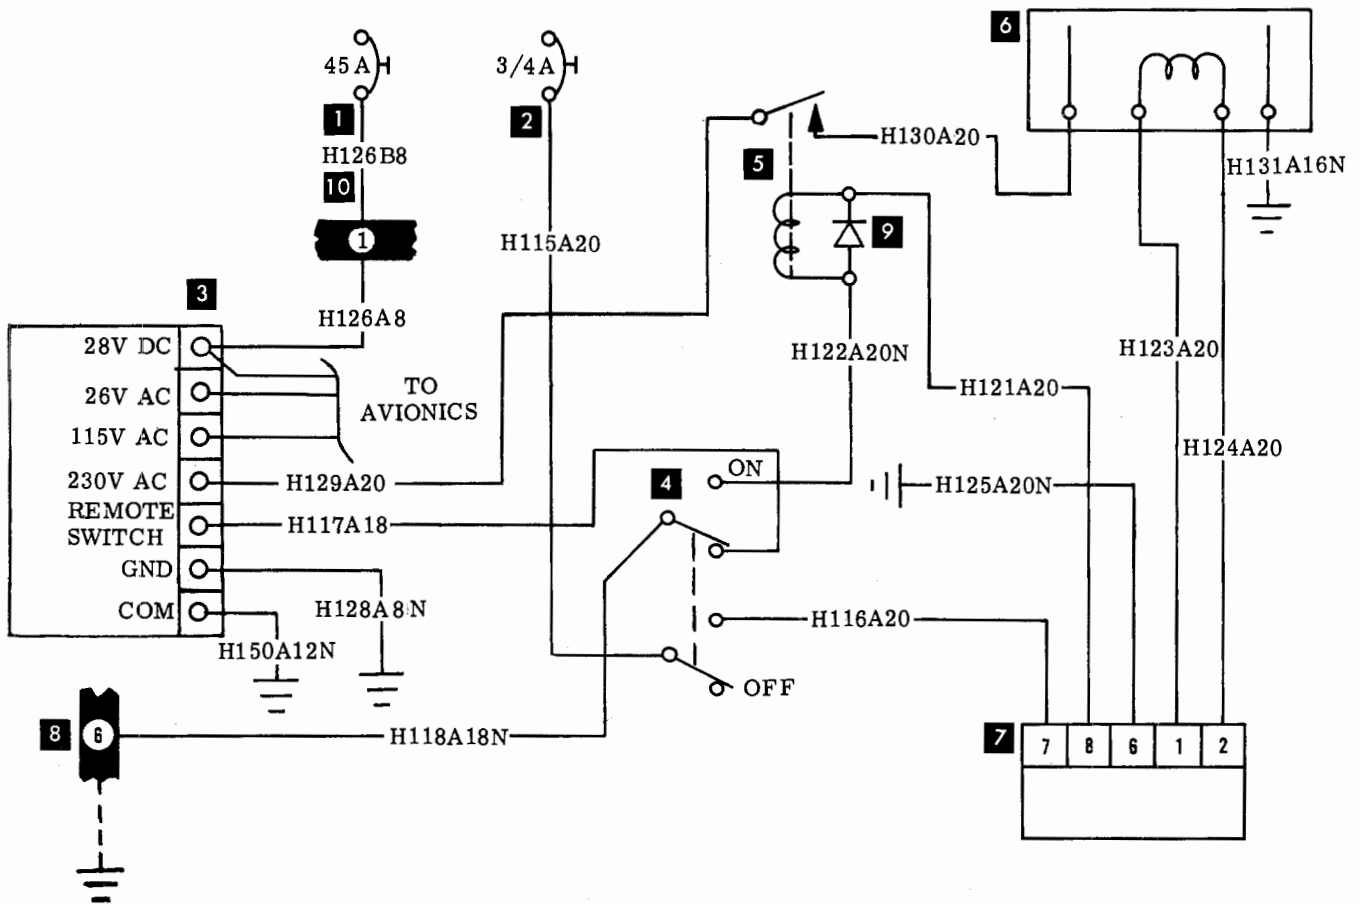 6
45 A
3/4 A
1
2
H126B8
H130A20
5
H131A16N
10
1
9
H115A20
3
H126A8
28V DC
H122A20N
H123A20
TO
AVIONICS
26V AC
H121A20
115V AC
H124A20
ON
230V AC
H129A20
4
H125A20N
REMOTE
SWITCH
H117A18
GND
H128A8N
COM
H116A20
H150A12N
OFF
8
6
H118A18N
7
7 8 6 1 2